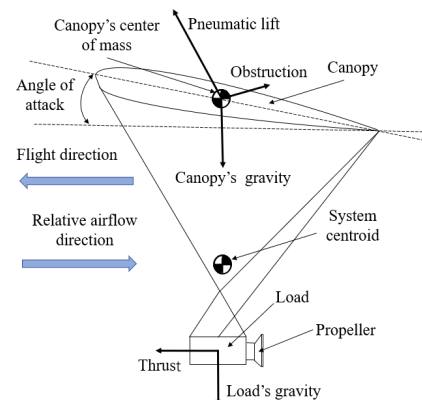 Canopy's center
of mass
Pneumatic lift
Obstruction
Canopy
Angle of
attack
Flight direction
Canopy's gravity
Relative airflow
direction
System
centroid
Load
Propeller
Thrust
Load's gravity